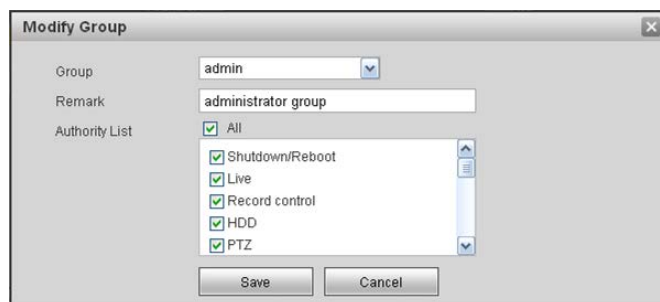 Modify Group
Group admin
Remark administrator group
Authority List All
Shutdown/Reboot
Live
Record control
HDD
PTZ
Save Cancel